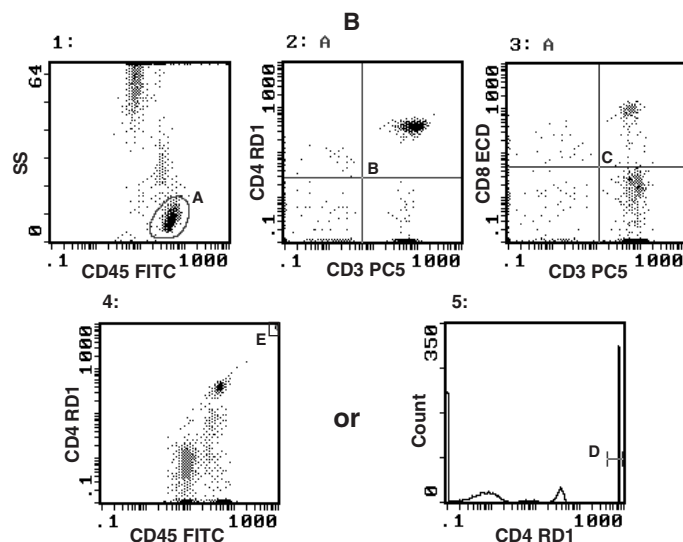 B
1:
2: A
3: A
64
SS
0
A
.1
1000
CD45 FITC
1000
CD4 RD1
.1
B
.1
1000
CD3 PC5
1000
CD8 ECD
.1
C
.1
1000
CD3 PC5
4:
5:
1000
CD4 RD1
.1
E
.1
1000
CD45 FITC
or
350
Count
0
D
.1
1000
CD4 RD1